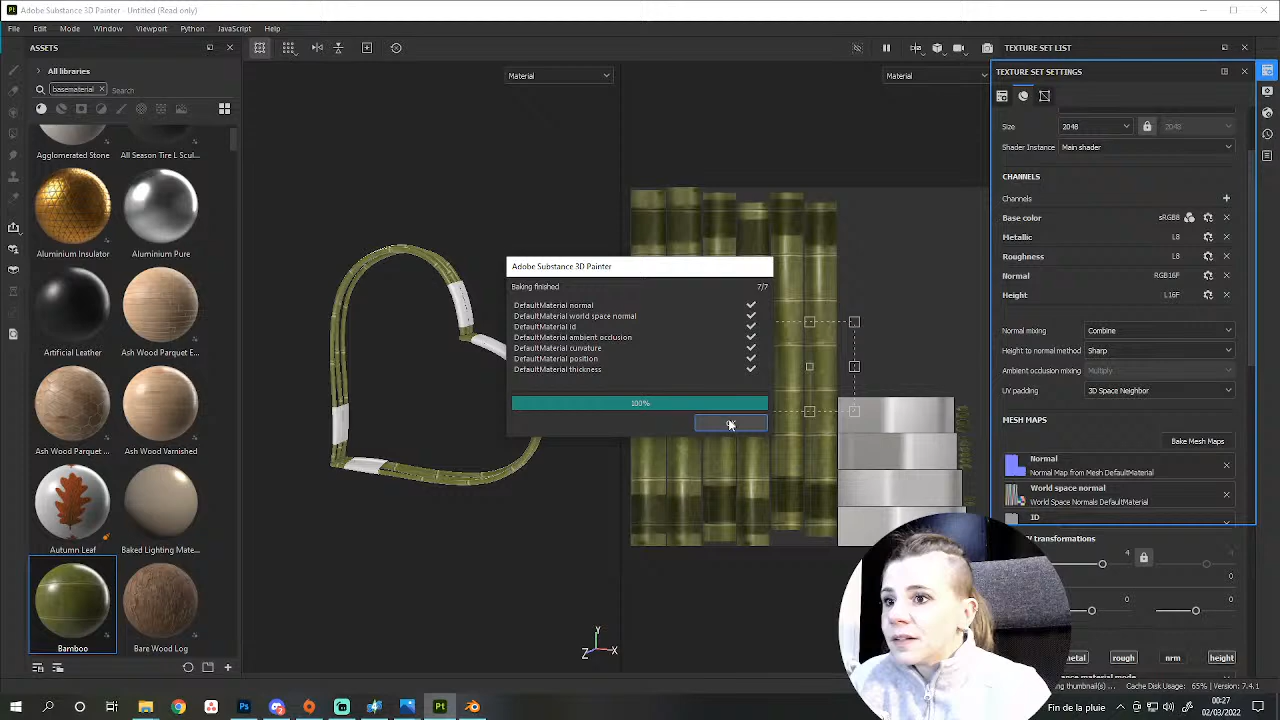 Adobe Substance 3D Painter - Untitled (Read only)
File Edit Mode Window Viewport Python JavaScript Help
ASSETS
All libraries
basematerial × Search
Agglomerated Stone
All Season Tire L Scul...
Aluminium Insulator
Aluminium Pure
Artificial Leather
Ash Wood Parquet E...
Ash Wood Parquet ...
Ash Wood Varnished
Autumn Leaf
Baked Lighting Mate...
Bamboo
Bare Wood Log
Material
Material
Adobe Substance 3D Painter
Baking finished 7/7
DefaultMaterial normal
DefaultMaterial world space normal
DefaultMaterial id
DefaultMaterial ambient occlusion
DefaultMaterial curvature
DefaultMaterial position
DefaultMaterial thickness
100%
Y
Z X
TEXTURE SET LIST
TEXTURE SET SETTINGS
Size 2048 2048
Shader Instance Main shader
CHANNELS
Channels
Base color sRGB8
Metallic L8
Roughness L8
Normal RGB16F
Height L16F
Normal mixing Combine
Height to normal method Sharp
Ambient occlusion mixing Multiply
UV padding 3D Space Neighbor
MESH MAPS
Bake Mesh Maps
Normal
Normal Map from Mesh DefaultMaterial
World space normal
World Space Normals DefaultMaterial
ID
transformations
4
0
0
rough nrm height
Cache Disk Usage: 65% | Version: 7.4.1
Pt
Ps Pt
Fin de la pluie
00:27
02/03/2022